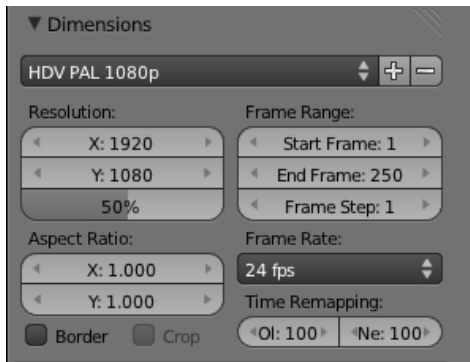 Dimensions
HDV PAL 1080p
Resolution:
X: 1920
Y: 1080
50%
Aspect Ratio:
X: 1.000
Y: 1.000
Border Crop
Frame Range:
Start Frame: 1
End Frame: 250
Frame Step: 1
Frame Rate:
24 fps
Time Remapping:
Ol: 100 Ne: 100